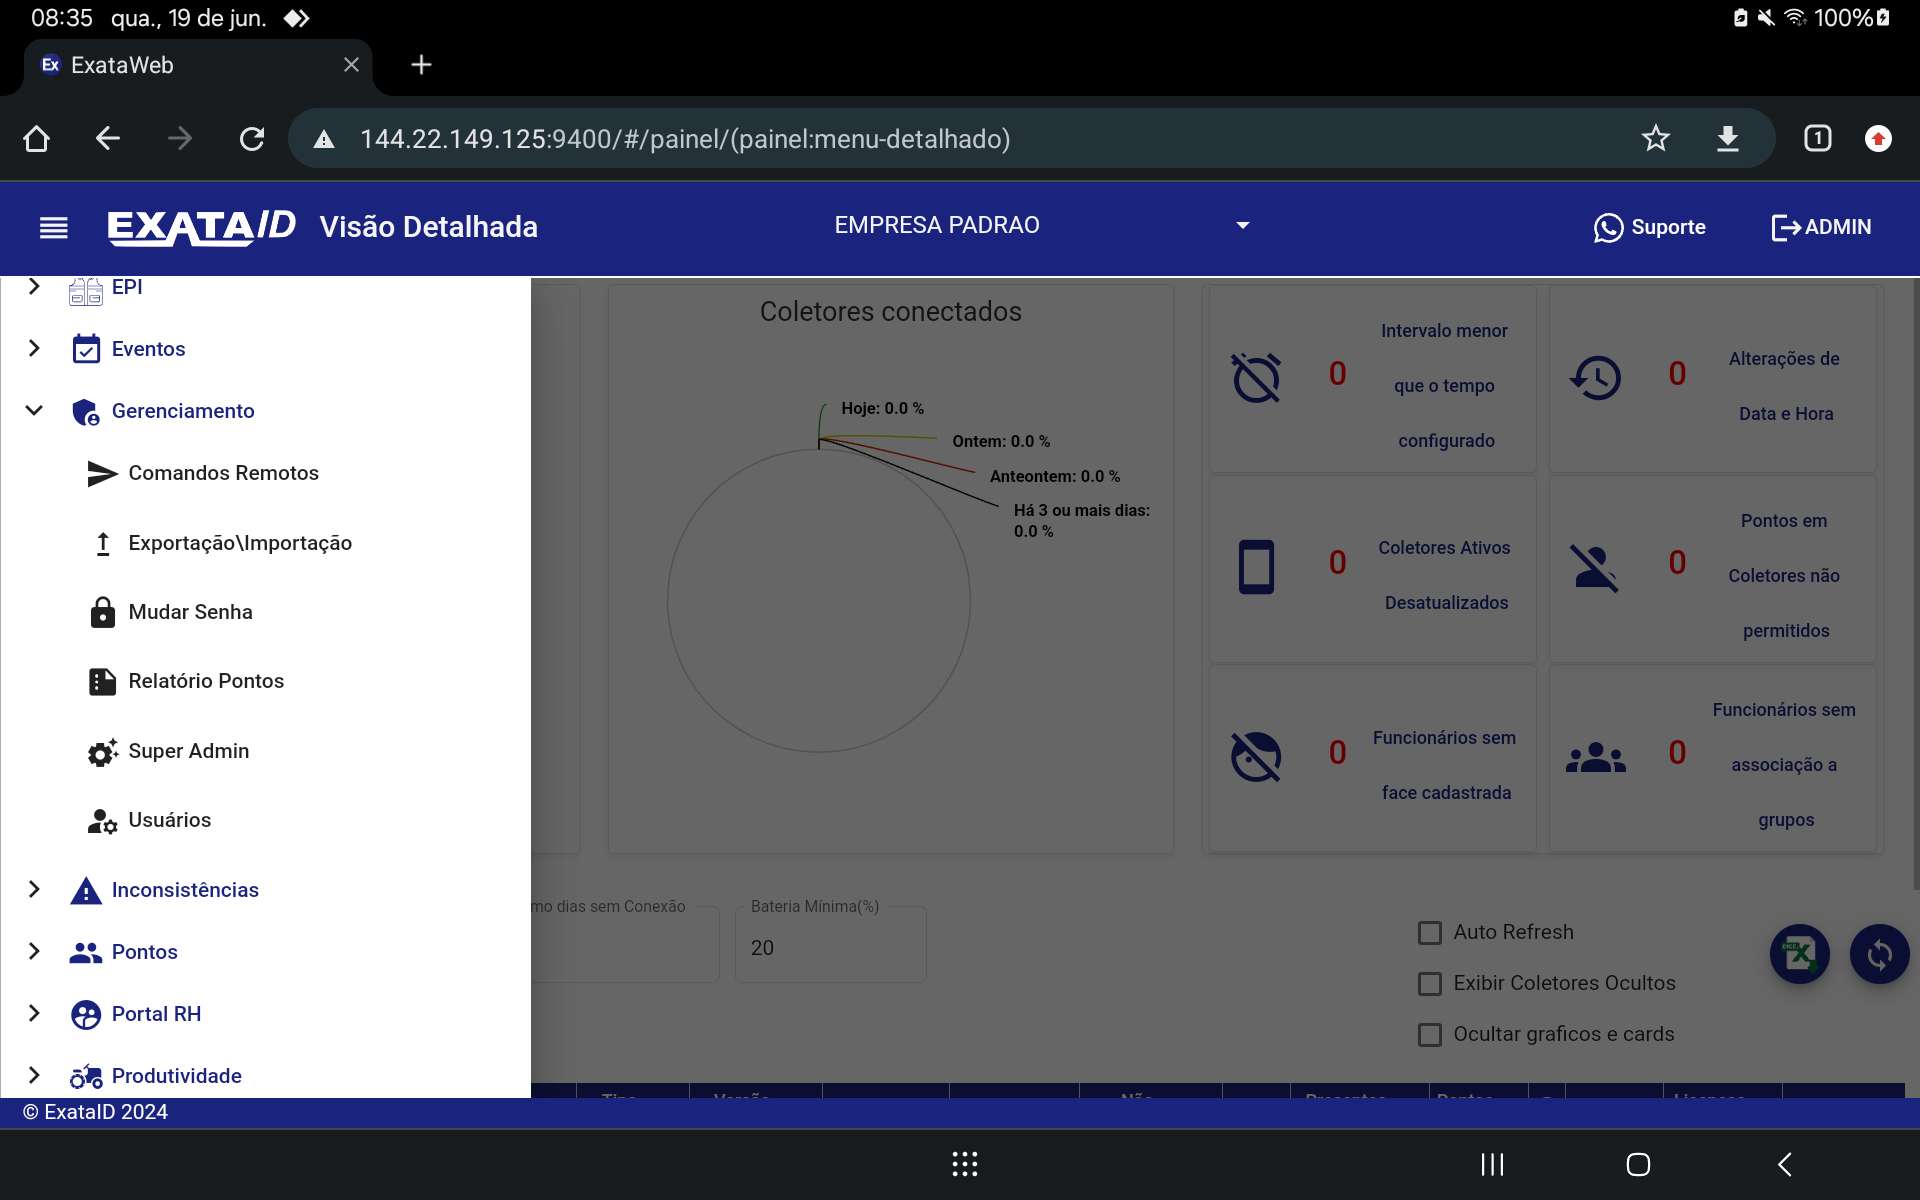 08:35 qua., 19 de jun.
100%
Ex ExataWeb
144.22.149.125:9400/#/painel/(painel:menu-detalhado)
1
EXATAID Visão Detalhada
EMPRESA PADRAO
Suporte
ADMIN
EPI
Eventos
Gerenciamento
Comandos Remotos
Exportação\Importação
Mudar Senha
Relatório Pontos
Super Admin
Usuários
Inconsistências
Pontos
Portal RH
Produtividade
Coletores conectados
Hoje: 0.0 %
Ontem: 0.0 %
Anteontem: 0.0 %
Há 3 ou mais dias:
0.0 %
0
Intervalo menor
que o tempo
configurado
0
Alterações de
Data e Hora
0
Coletores Ativos
Desatualizados
0
Pontos em
Coletores não
permitidos
0
Funcionários sem
face cadastrada
0
Funcionários sem
associação a
grupos
mo dias sem Conexão
Bateria Mínima(%)
20
Auto Refresh
Exibir Coletores Ocultos
Ocultar graficos e cards
© ExataID 2024